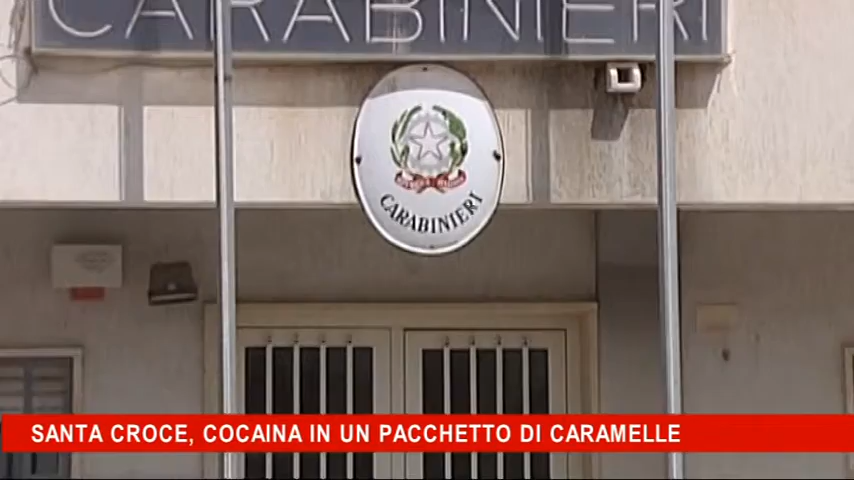 CARABINIERI
CARABINIERI
SANTA CROCE, COCAINA IN UN PACCHETTO DI CARAMELLE